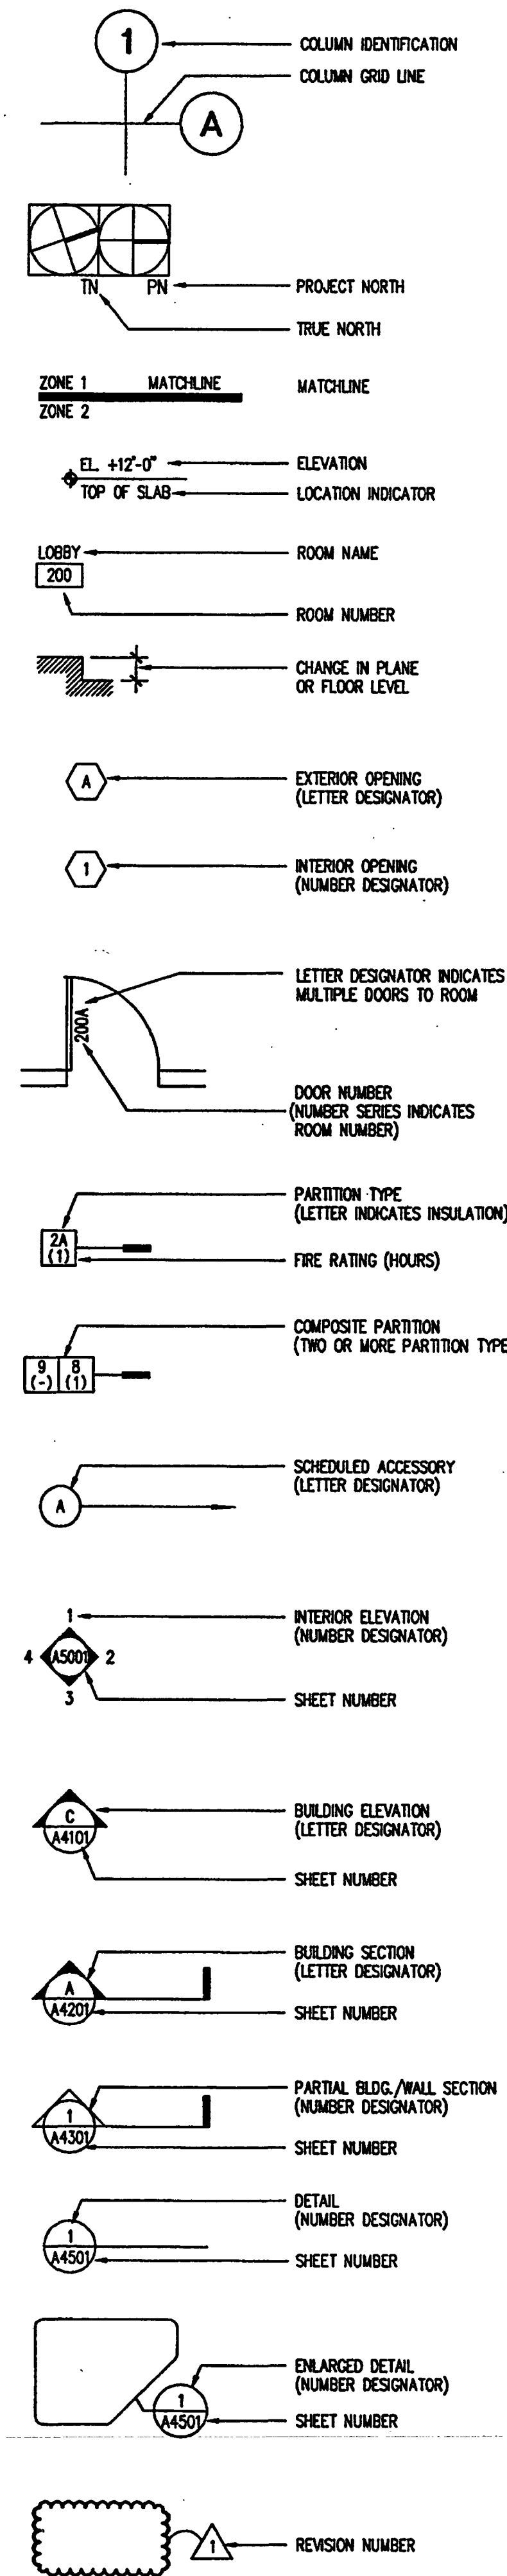 1
COLUMN IDENTIFICATION
COLUMN GRID LINE
A
TN PN
PROJECT NORTH
TRUE NORTH
ZONE 1 MATCHLINE MATCHLINE
ZONE 2
EL. +12'-0" ELEVATION
TOP OF SLAB LOCATION INDICATOR
LOBBY ROOM NAME
200
ROOM NUMBER
CHANGE IN PLANE
OR FLOOR LEVEL
A EXTERIOR OPENING
(LETTER DESIGNATOR)
1 INTERIOR OPENING
(NUMBER DESIGNATOR)
LETTER DESIGNATOR INDICATES
MULTIPLE DOORS TO ROOM
200A
DOOR NUMBER
(NUMBER SERIES INDICATES
ROOM NUMBER)
PARTITION TYPE
(LETTER INDICATES INSULATION)
2A
(1) FIRE RATING (HOURS)
COMPOSITE PARTITION
(TWO OR MORE PARTITION TYPE
9 8
(-) (1)
SCHEDULED ACCESSORY
(LETTER DESIGNATOR)
A
1 INTERIOR ELEVATION
(NUMBER DESIGNATOR)
4 A5001 2
3 SHEET NUMBER
C BUILDING ELEVATION
(LETTER DESIGNATOR)
A4101
SHEET NUMBER
BUILDING SECTION
(LETTER DESIGNATOR)
A
A4201 SHEET NUMBER
PARTIAL BLDG./WALL SECTION
(NUMBER DESIGNATOR)
1
A4301 SHEET NUMBER
DETAIL
(NUMBER DESIGNATOR)
1
A4501 SHEET NUMBER
ENLARGED DETAIL
(NUMBER DESIGNATOR)
1
A4501 SHEET NUMBER
1 REVISION NUMBER